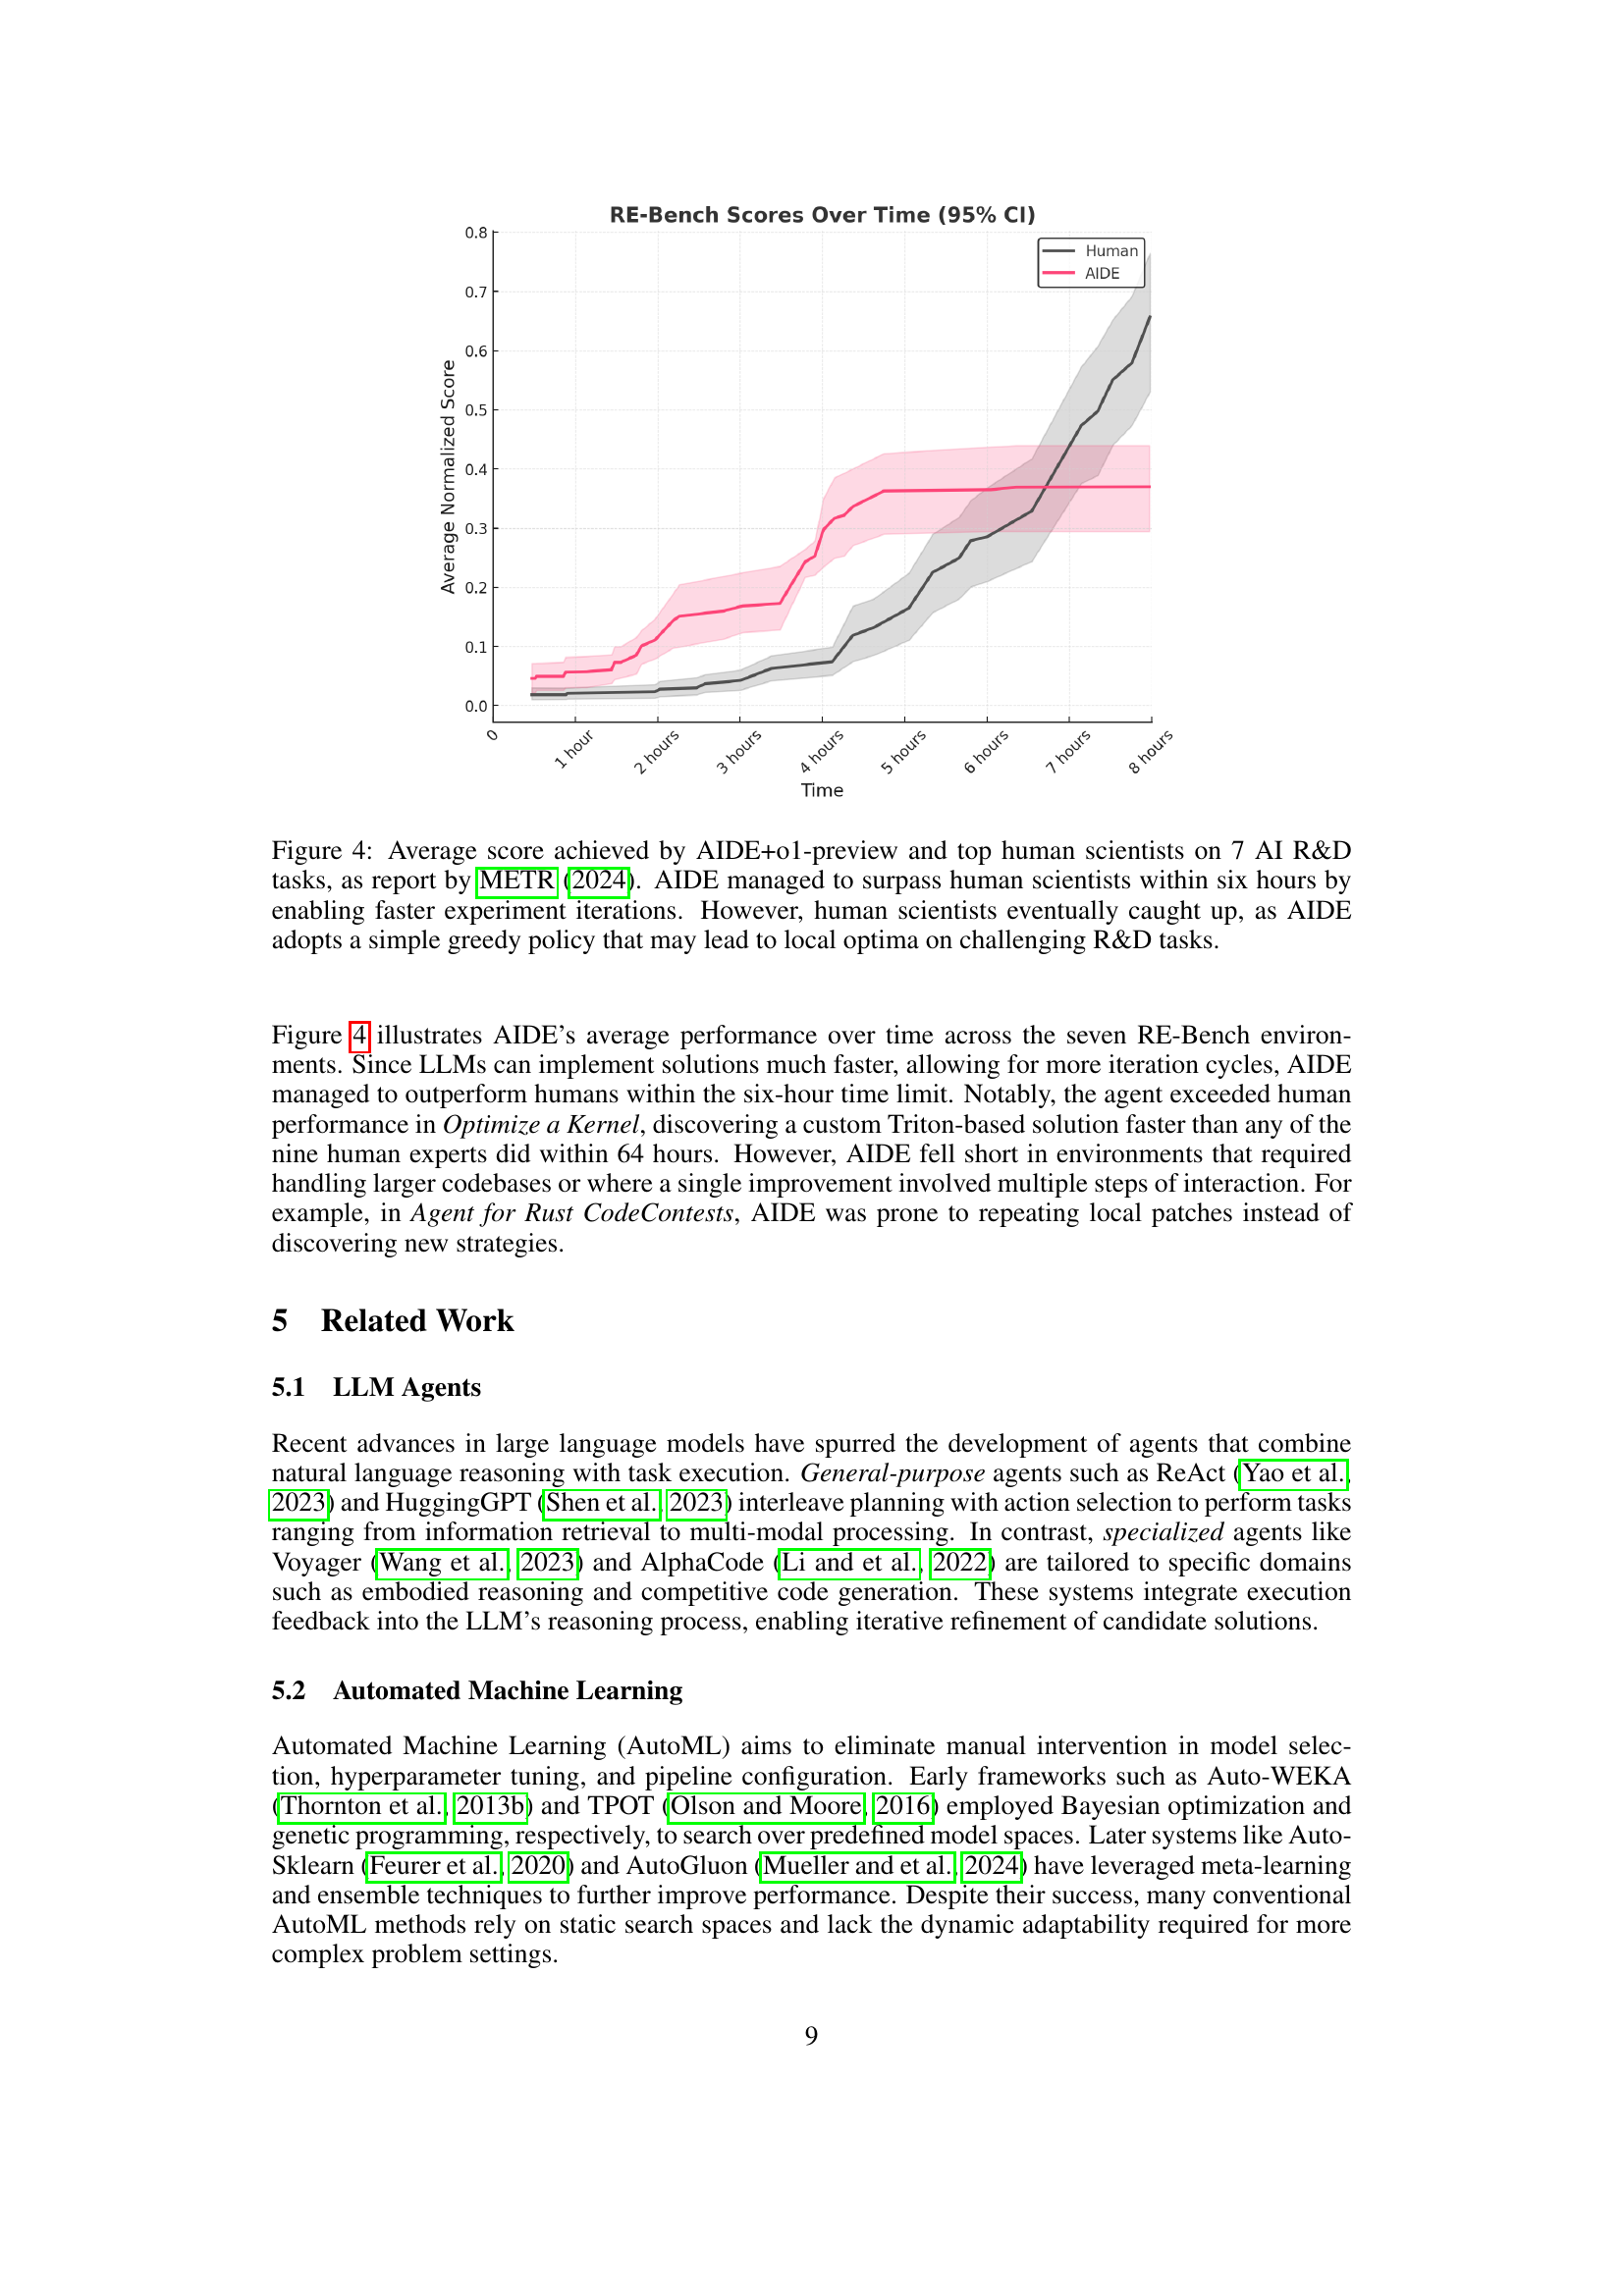 RE-Bench Scores Over Time (95% CI)
Human
AIDE
0.8
0.7
0.6
0.5
0.4
0.3
0.2
0.1
0.0
Average Normalized Score
0
1 hour
2 hours
3 hours
4 hours
5 hours
6 hours
7 hours
8 hours
Time
Figure 4: Average score achieved by AIDE+o1-preview and top human scientists on 7 AI R&D
tasks, as report by METR (2024). AIDE managed to surpass human scientists within six hours by
enabling faster experiment iterations. However, human scientists eventually caught up, as AIDE
adopts a simple greedy policy that may lead to local optima on challenging R&D tasks.
Figure 4 illustrates AIDE's average performance over time across the seven RE-Bench environ-
ments. Since LLMs can implement solutions much faster, allowing for more iteration cycles, AIDE
managed to outperform humans within the six-hour time limit. Notably, the agent exceeded human
performance in Optimize a Kernel, discovering a custom Triton-based solution faster than any of the
nine human experts did within 64 hours. However, AIDE fell short in environments that required
handling larger codebases or where a single improvement involved multiple steps of interaction. For
example, in Agent for Rust CodeContests, AIDE was prone to repeating local patches instead of
discovering new strategies.
5 Related Work
5.1 LLM Agents
Recent advances in large language models have spurred the development of agents that combine
natural language reasoning with task execution. General-purpose agents such as ReAct (Yao et al.,
2023) and HuggingGPT (Shen et al., 2023) interleave planning with action selection to perform tasks
ranging from information retrieval to multi-modal processing. In contrast, specialized agents like
Voyager (Wang et al., 2023) and AlphaCode (Li and et al., 2022) are tailored to specific domains
such as embodied reasoning and competitive code generation. These systems integrate execution
feedback into the LLM's reasoning process, enabling iterative refinement of candidate solutions.
5.2 Automated Machine Learning
Automated Machine Learning (AutoML) aims to eliminate manual intervention in model selec-
tion, hyperparameter tuning, and pipeline configuration. Early frameworks such as Auto-WEKA
(Thornton et al., 2013b) and TPOT (Olson and Moore, 2016) employed Bayesian optimization and
genetic programming, respectively, to search over predefined model spaces. Later systems like Auto-
Sklearn (Feurer et al., 2020) and AutoGluon (Mueller and et al., 2024) have leveraged meta-learning
and ensemble techniques to further improve performance. Despite their success, many conventional
AutoML methods rely on static search spaces and lack the dynamic adaptability required for more
complex problem settings.
9